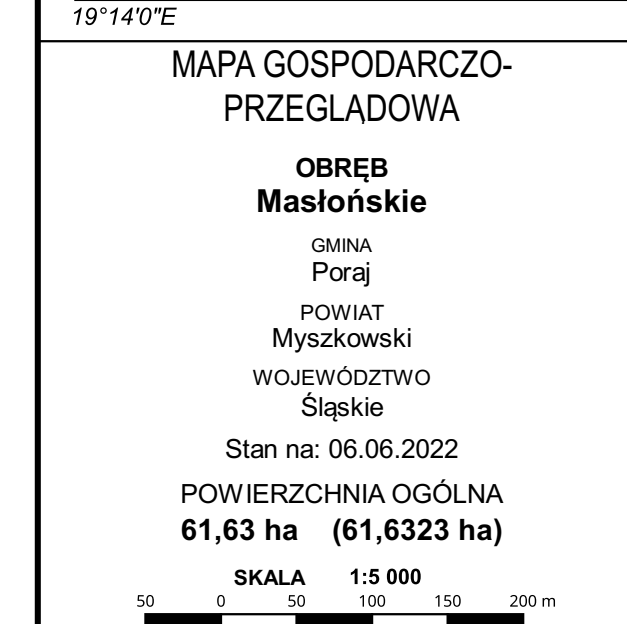 19°14'0"E
MAPA GOSPODARCZO-
PRZEGLĄDOWA
OBRĘB
Masłońskie
GMINA
Poraj
POWIAT
Myszkowski
WOJEWÓDZTWO
Śląskie
Stan na: 06.06.2022
POWIERZCHNIA OGÓLNA
61,63 ha (61,6323 ha)
SKALA 1:5 000
50 0 50 100 150 200 m